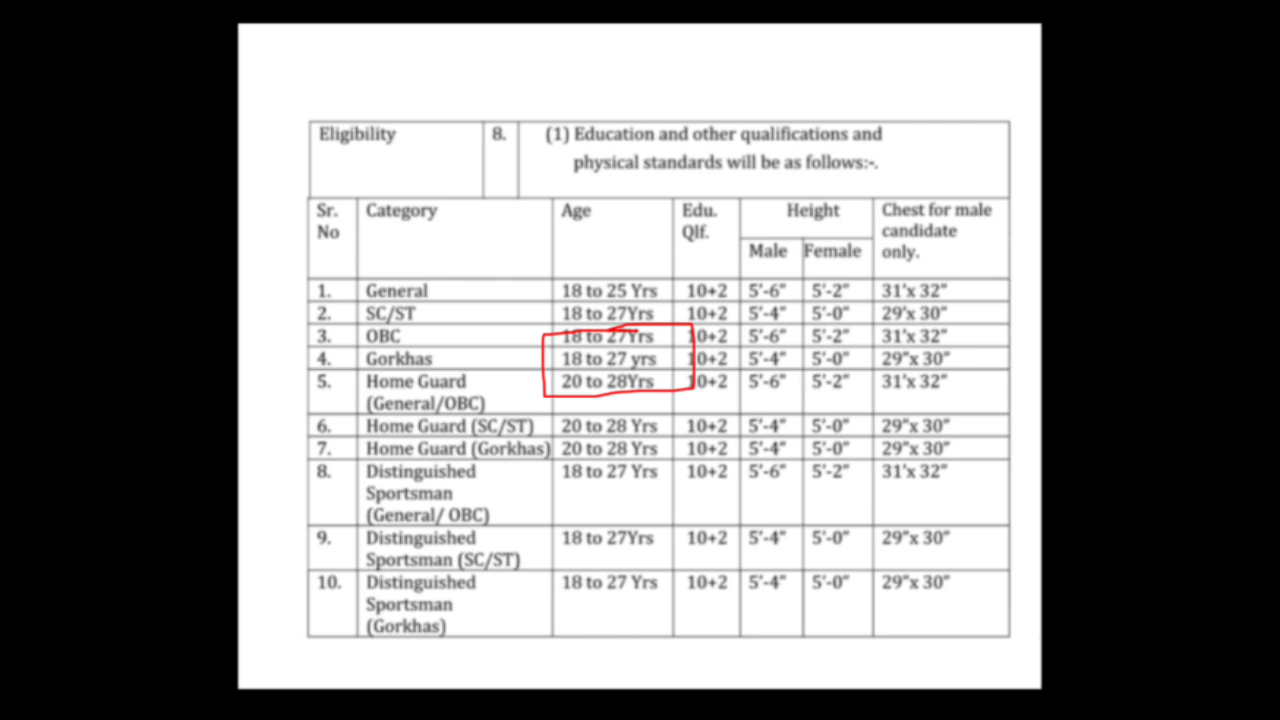 Eligibility 8. (1) Education and other qualifications and
physical standards will be as follows:-.
Sr. No Category Age Edu. Qlf. Height Chest for male candidate only.
Male Female
1. General 18 to 25 Yrs 10+2 5'-6" 5'-2" 31'x 32"
2. SC/ST 18 to 27Yrs 10+2 5'-4" 5'-0" 29'x 30"
3. OBC 18 to 27Yrs 10+2 5'-6" 5'-2" 31'x 32"
4. Gorkhas 18 to 27 yrs 10+2 5'-4" 5'-0" 29"x 30"
5. Home Guard 20 to 28Yrs 10+2 5'-6" 5'-2" 31'x 32"
(General/OBC)
6. Home Guard (SC/ST) 20 to 28 Yrs 10+2 5'-4" 5'-0" 29"x 30"
7. Home Guard (Gorkhas) 20 to 28 Yrs 10+2 5'-4" 5'-0" 29"x 30"
8. Distinguished 18 to 27 Yrs 10+2 5'-6" 5'-2" 31'x 32"
Sportsman
(General/ OBC)
9. Distinguished 18 to 27Yrs 10+2 5'-4" 5'-0" 29"x 30"
Sportsman (SC/ST)
10. Distinguished 18 to 27 Yrs 10+2 5'-4" 5'-0" 29"x 30"
Sportsman
(Gorkhas)